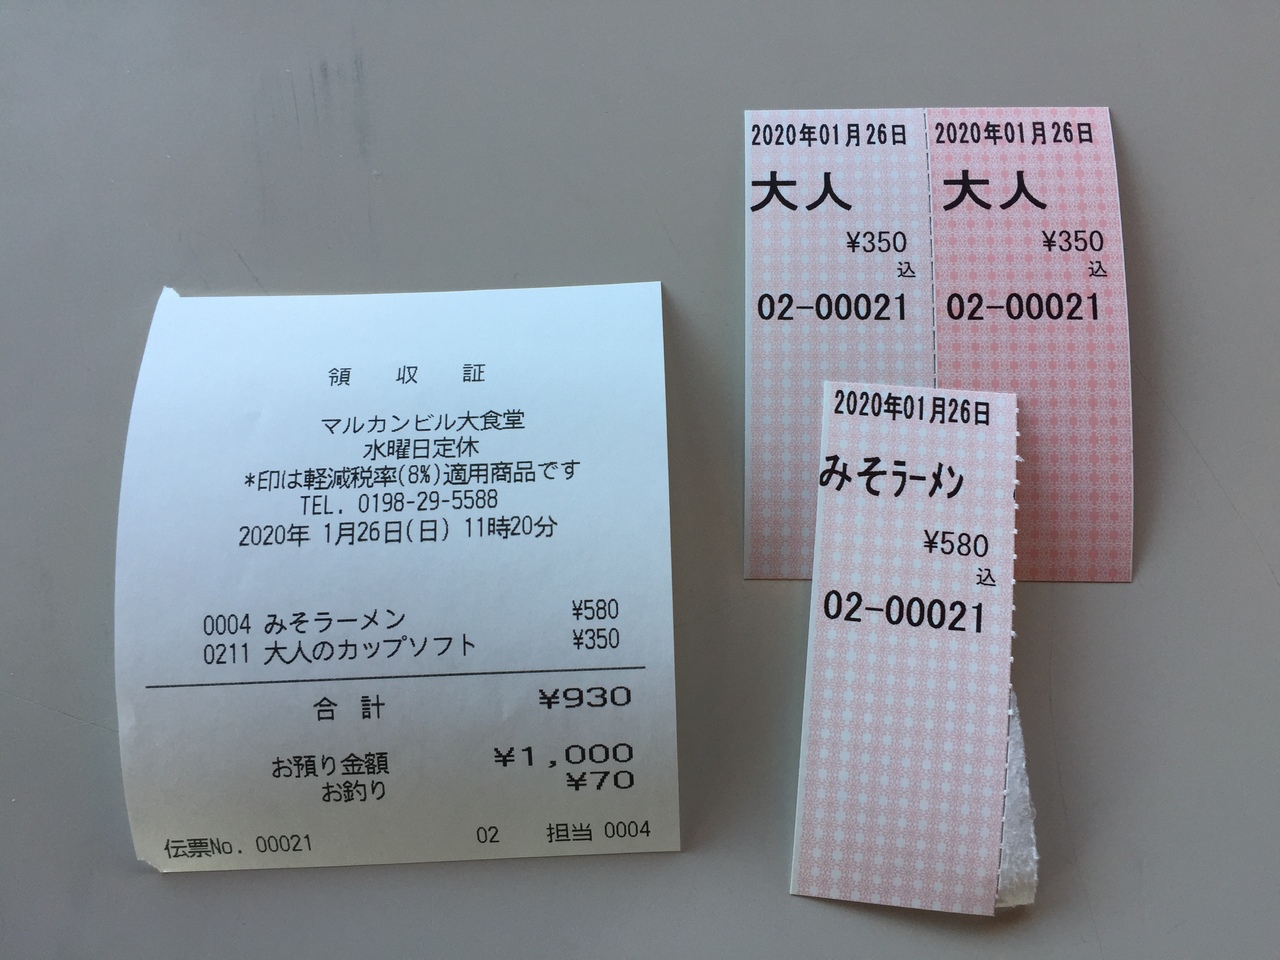 領 収 証
マルカンビル大食堂
水曜日定休
*印は軽減税率(8%)適用商品です
TEL. 0198-29-5588
2020年 1月26日(日) 11時20分
0004 みそラーメン ¥580
0211 大人のカップソフト ¥350
合 計 ¥930
お預り金額 ¥1,000
お釣り ¥70
伝票No. 00021 02 担当 0004
2020年01月26日
大人
¥350
込
02-00021
2020年01月26日
大人
¥350
込
02-00021
2020年01月26日
みそラーメン
¥580
込
02-00021